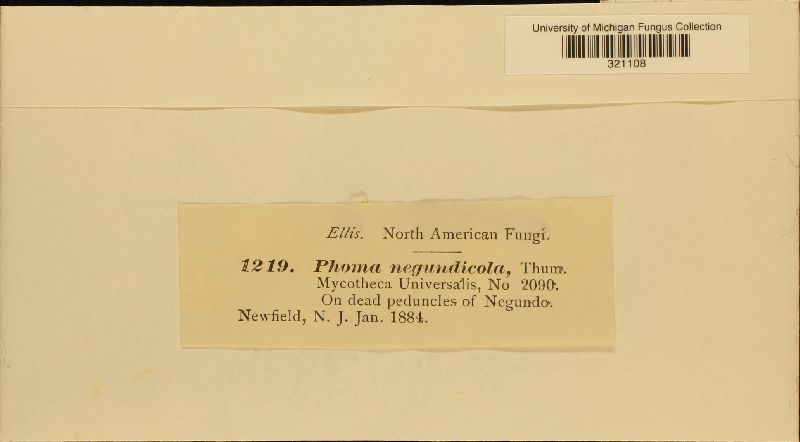 University of Michigan Fungus Collection
321108
Ellis. North American Fungi.
1219. Phoma negundicola, Thum.
Mycotheca Universalis, No 2090.
On dead peduncles of Negundo.
Newfield, N. J. Jan. 1884.